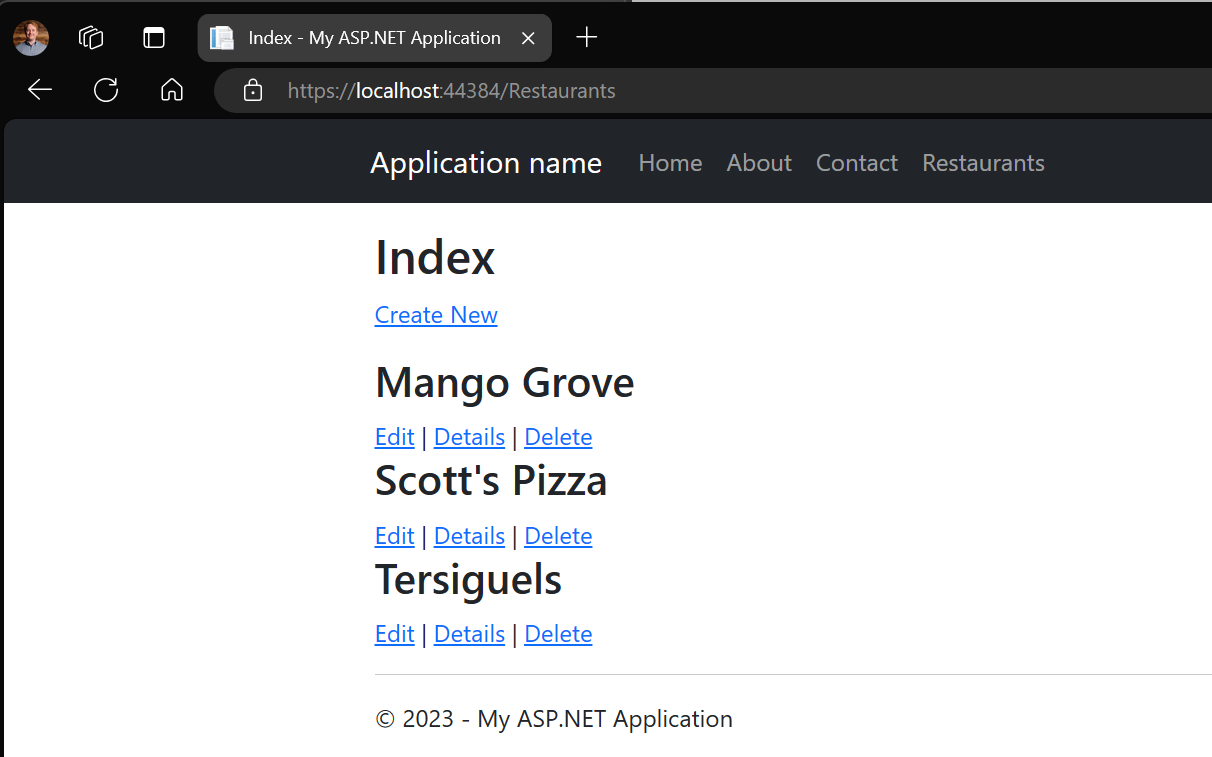 Index - My ASP.NET Application
https://localhost:44384/Restaurants
Application name Home About Contact Restaurants
Index
Create New
Mango Grove
Edit | Details | Delete
Scott's Pizza
Edit | Details | Delete
Tersiguels
Edit | Details | Delete
© 2023 - My ASP.NET Application